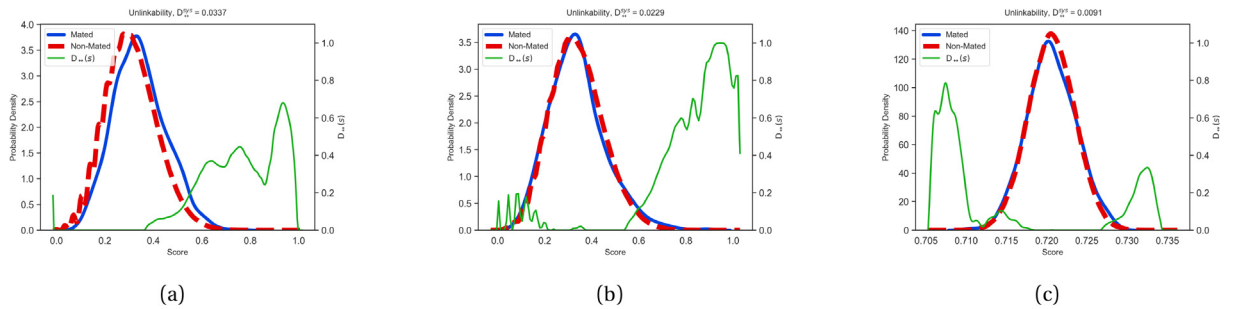 Unlinkability, D↔^sys = 0.0337
4.0
3.5
3.0
2.5
2.0
1.5
1.0
0.5
0.0
Probability Density
Mated
Non-Mated
D↔(s)
1.0
0.8
0.6
0.4
0.2
0.0
D↔(s)
0.0 0.2 0.4 0.6 0.8 1.0
Score
(a)
Unlinkability, D↔^sys = 0.0229
3.5
3.0
2.5
2.0
1.5
1.0
0.5
0.0
Probability Density
Mated
Non-Mated
D↔(s)
1.0
0.8
0.6
0.4
0.2
0.0
D↔(s)
0.0 0.2 0.4 0.6 0.8 1.0
Score
(b)
Unlinkability, D↔^sys = 0.0091
140
120
100
80
60
40
20
0
Probability Density
Mated
Non-Mated
D↔(s)
1.0
0.8
0.6
0.4
0.2
0.0
D↔(s)
0.705 0.710 0.715 0.720 0.725 0.730 0.735
Score
(c)